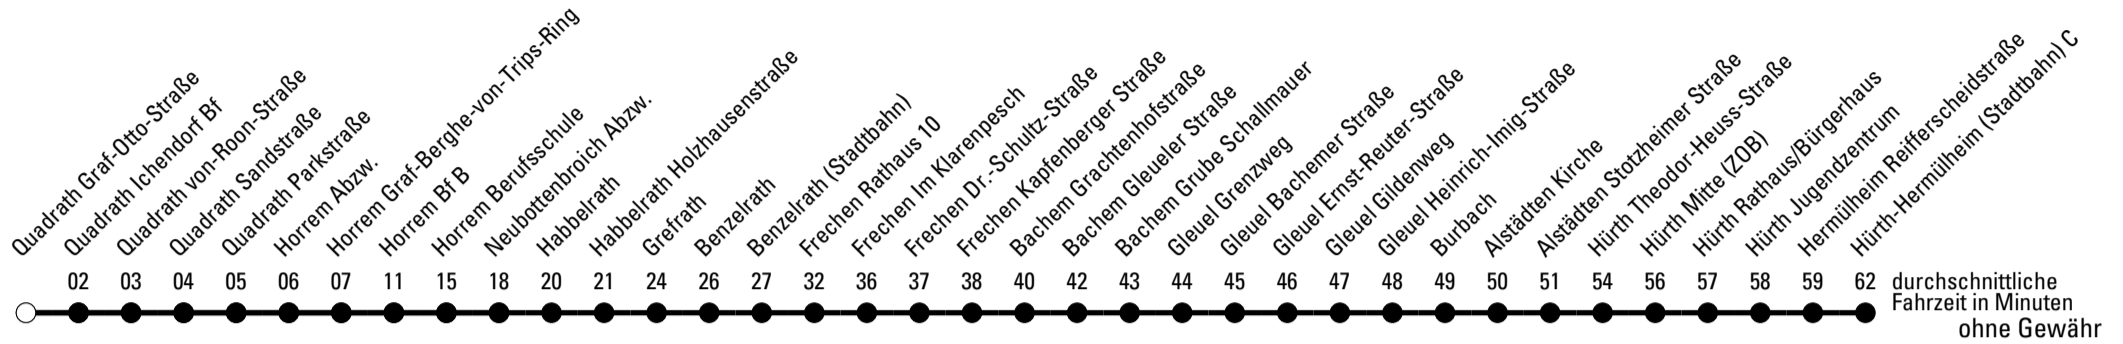 Quadrath Graf-Otto-Straße
Quadrath Ichendorf Bf
Quadrath von-Roon-Straße
Quadrath Sandstraße
Quadrath Parkstraße
Horrem Abzw.
Horrem Graf-Berghe-von-Trips-Ring
Horrem Bf B
Horrem Berufsschule
Neubottenbroich Abzw.
Habbelrath
Habbelrath Holzhausenstraße
Grefrath
Benzelrath
Benzelrath (Stadtbahn)
Frechen Rathaus 10
Frechen Im Klarenpesch
Frechen Dr.-Schultz-Straße
Frechen Kapfenberger Straße
Bachem Grachtenhofstraße
Bachem Gleueler Straße
Bachem Grube Schallmauer
Gleuel Grenzweg
Gleuel Bachemer Straße
Gleuel Ernst-Reuter-Straße
Gleuel Gildenweg
Gleuel Heinrich-Imig-Straße
Burbach
Alstädten Kirche
Alstädten Stotzheimer Straße
Hürth Theodor-Heuss-Straße
Hürth Mitte (ZOB)
Hürth Rathaus/Bürgerhaus
Hürth Jugendzentrum
Hermülheim Reifferscheidstraße
Hürth-Hermülheim (Stadtbahn) C
02 03 04 05 06 07 11 15 18 20 21 24 26 27 32 36 37 38 40 42 43 44 45 46 47 48 49 50 51 54 56 57 58 59 62 durchschnittliche
Fahrzeit in Minuten
ohne Gewähr